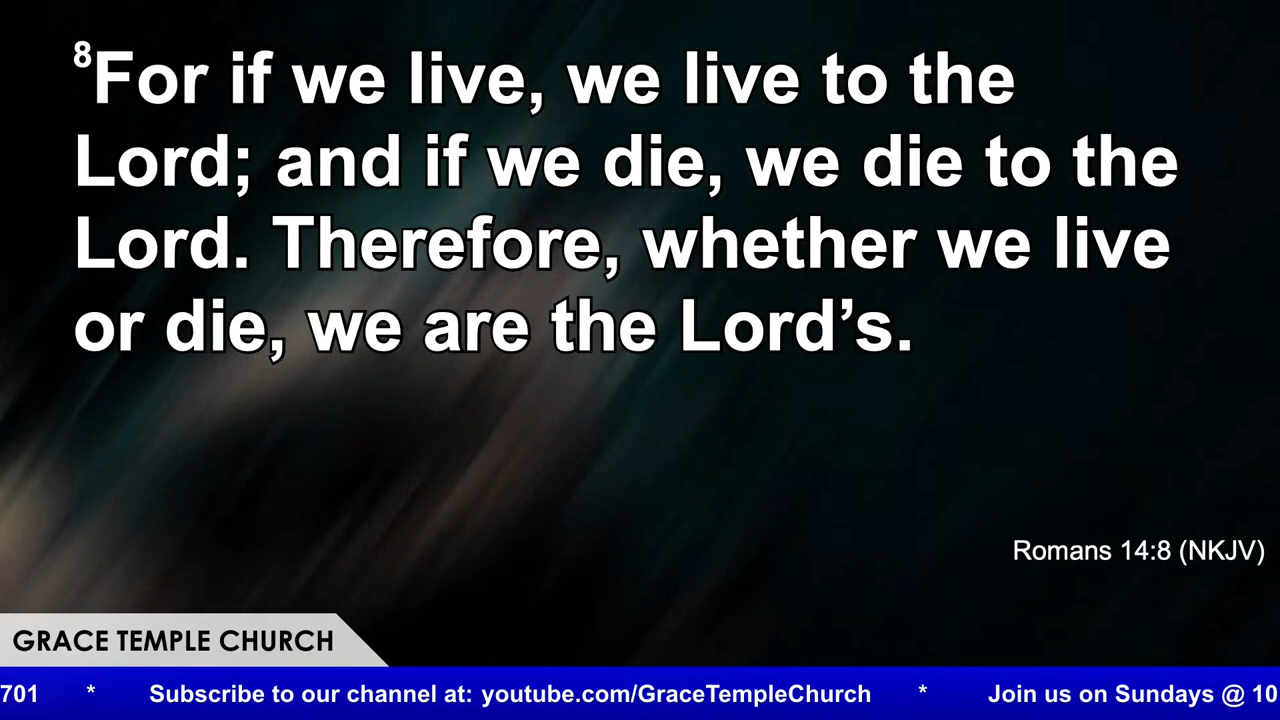 8For if we live, we live to the
Lord; and if we die, we die to the
Lord. Therefore, whether we live
or die, we are the Lord’s.
Romans 14:8 (NKJV)
GRACE TEMPLE CHURCH
701 * Subscribe to our channel at: youtube.com/GraceTempleChurch * Join us on Sundays @ 10